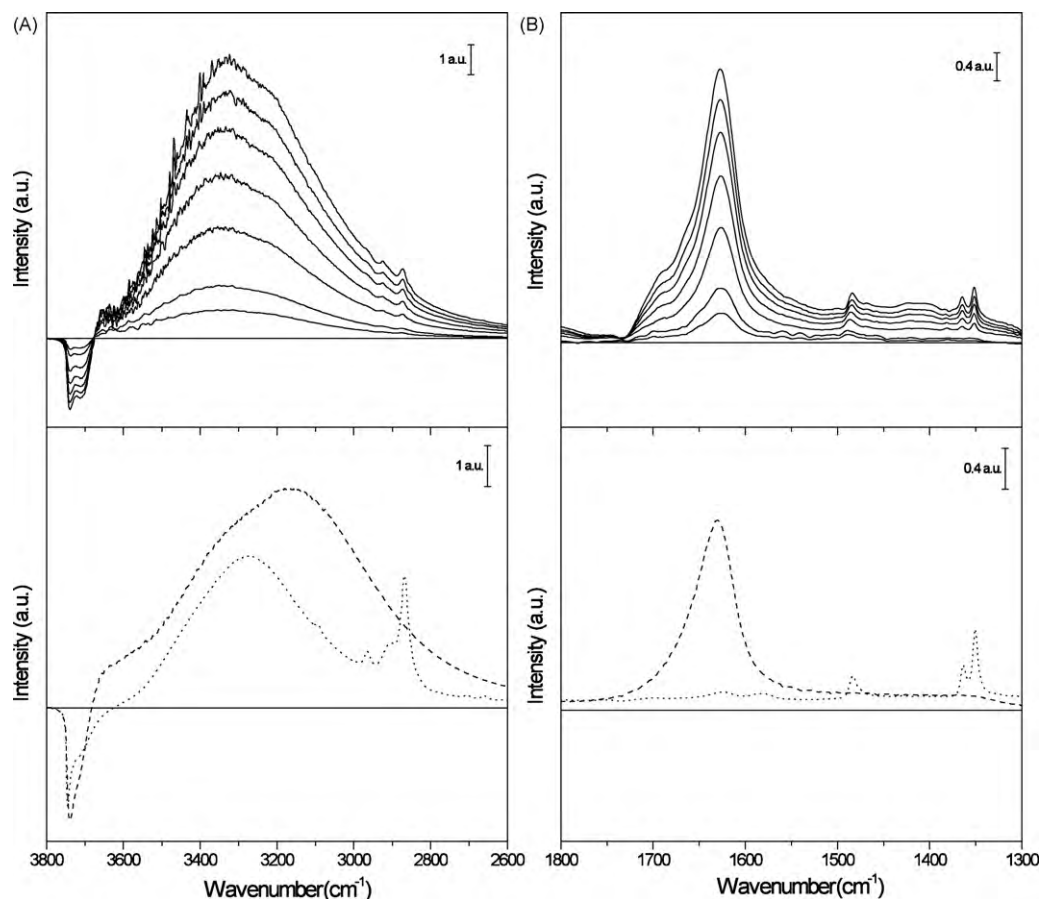 (A)
1 a.u.
Intensity (a.u.)
(B)
0.4 a.u.
Intensity (a.u.)
1 a.u.
Intensity (a.u.)
3800 3600 3400 3200 3000 2800 2600
Wavenumber(cm⁻¹)
0.4 a.u.
Intensity (a.u.)
1800 1700 1600 1500 1400 1300
Wavenumber(cm⁻¹)